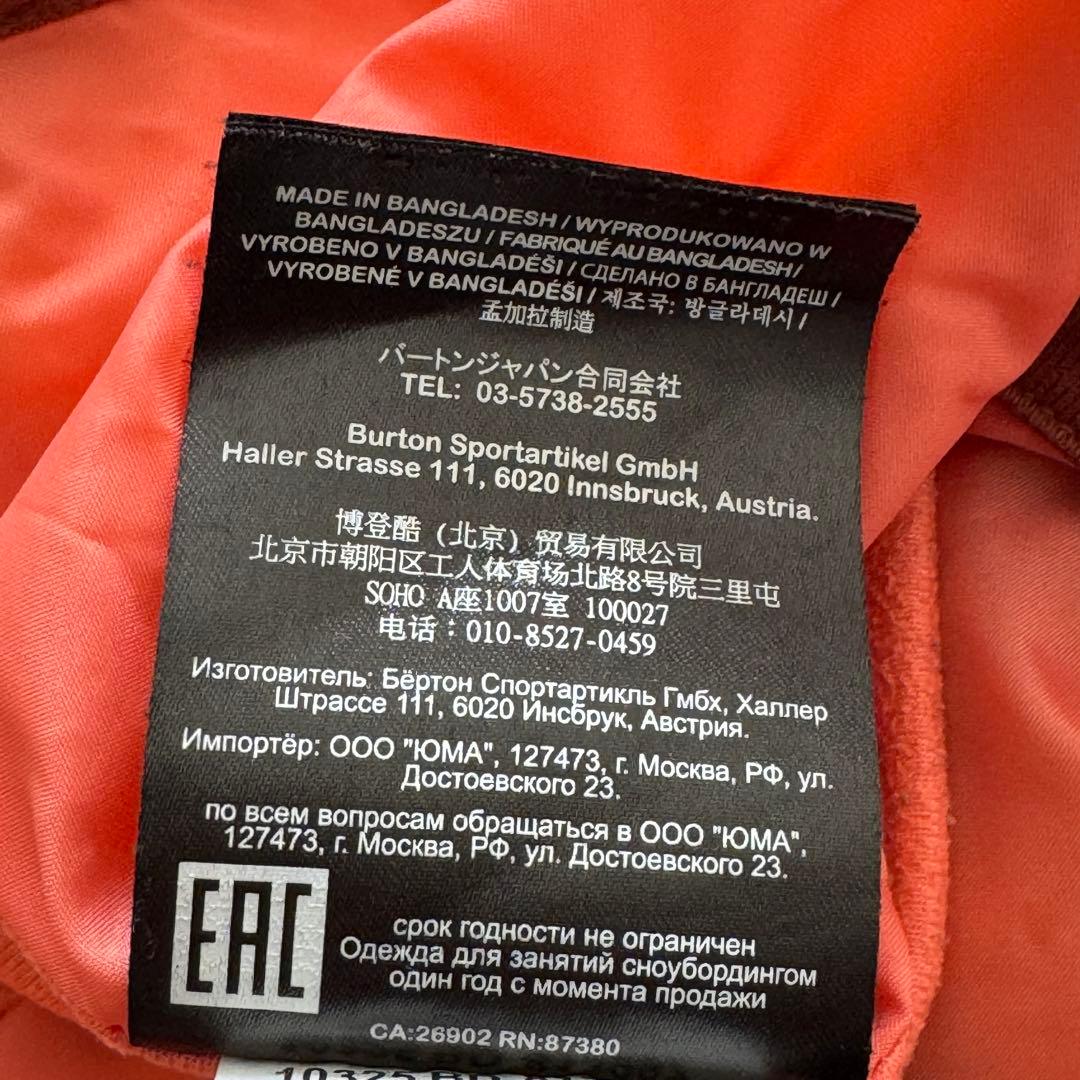 MADE IN BANGLADESH / WYPRODUKOWANO W
BANGLADESZU / FABRIQUÉ AU BANGLADESH /
VYROBENO V BANGLADÉŠI / СДЕЛАНО В БАНГЛАДЕШ /
VYROBENÉ V BANGLADÉŠI / 제조국: 방글라데시 /
孟加拉制造
バートンジャパン合同会社
TEL: 03-5738-2555
Burton Sportartikel GmbH
Haller Strasse 111, 6020 Innsbruck, Austria.
博登酷（北京）贸易有限公司
北京市朝阳区工人体育场北路8号院三里屯
SOHO A座1007室 100027
电话：010-8527-0459
Изготовитель: Бёртон Спортартикль Гмбх, Халлер
Штрассе 111, 6020 Инсбрук, Австрия.
Импортёр: ООО "ЮМА", 127473, г. Москва, РФ, ул.
Достоевского 23.
по всем вопросам обращаться в ООО "ЮМА",
127473, г. Москва, РФ, ул. Достоевского 23.
EAC
срок годности не ограничен
Одежда для занятий сноубордингом
один год с момента продажи
CA:26902 RN:87380